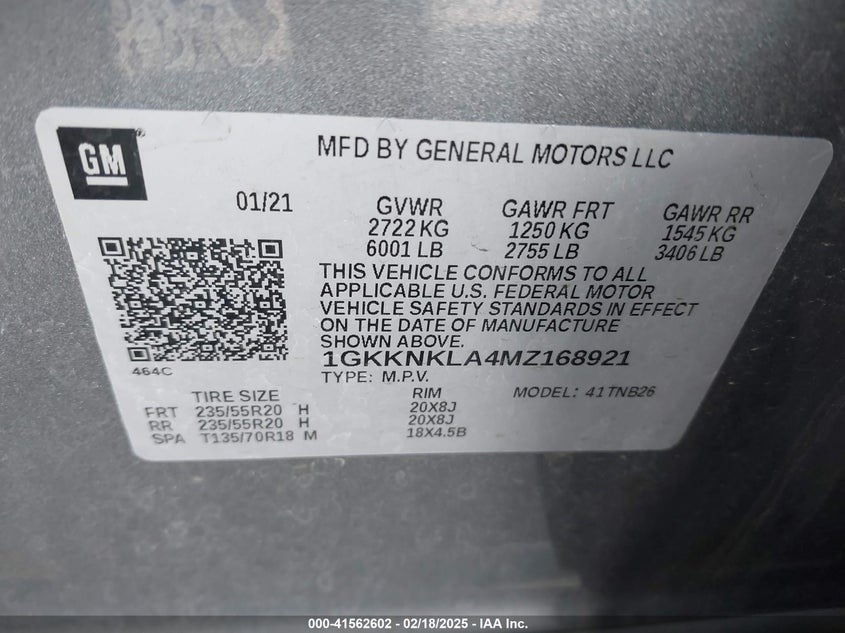 GM
MFD BY GENERAL MOTORS LLC
01/21 GVWR GAWR FRT GAWR RR
2722 KG 1250 KG 1545 KG
6001 LB 2755 LB 3406 LB
THIS VEHICLE CONFORMS TO ALL
APPLICABLE U.S. FEDERAL MOTOR
VEHICLE SAFETY STANDARDS IN EFFECT
ON THE DATE OF MANUFACTURE
SHOWN ABOVE.
1GKKNKLA4MZ168921
464C
TYPE: M.P.V.
TIRE SIZE RIM MODEL: 41TNB26
FRT 235/55R20 H 20X8J
RR 235/55R20 H 20X8J
SPA T135/70R18 M 18X4.5B
000-41562602 - 02/18/2025 - IAA Inc.